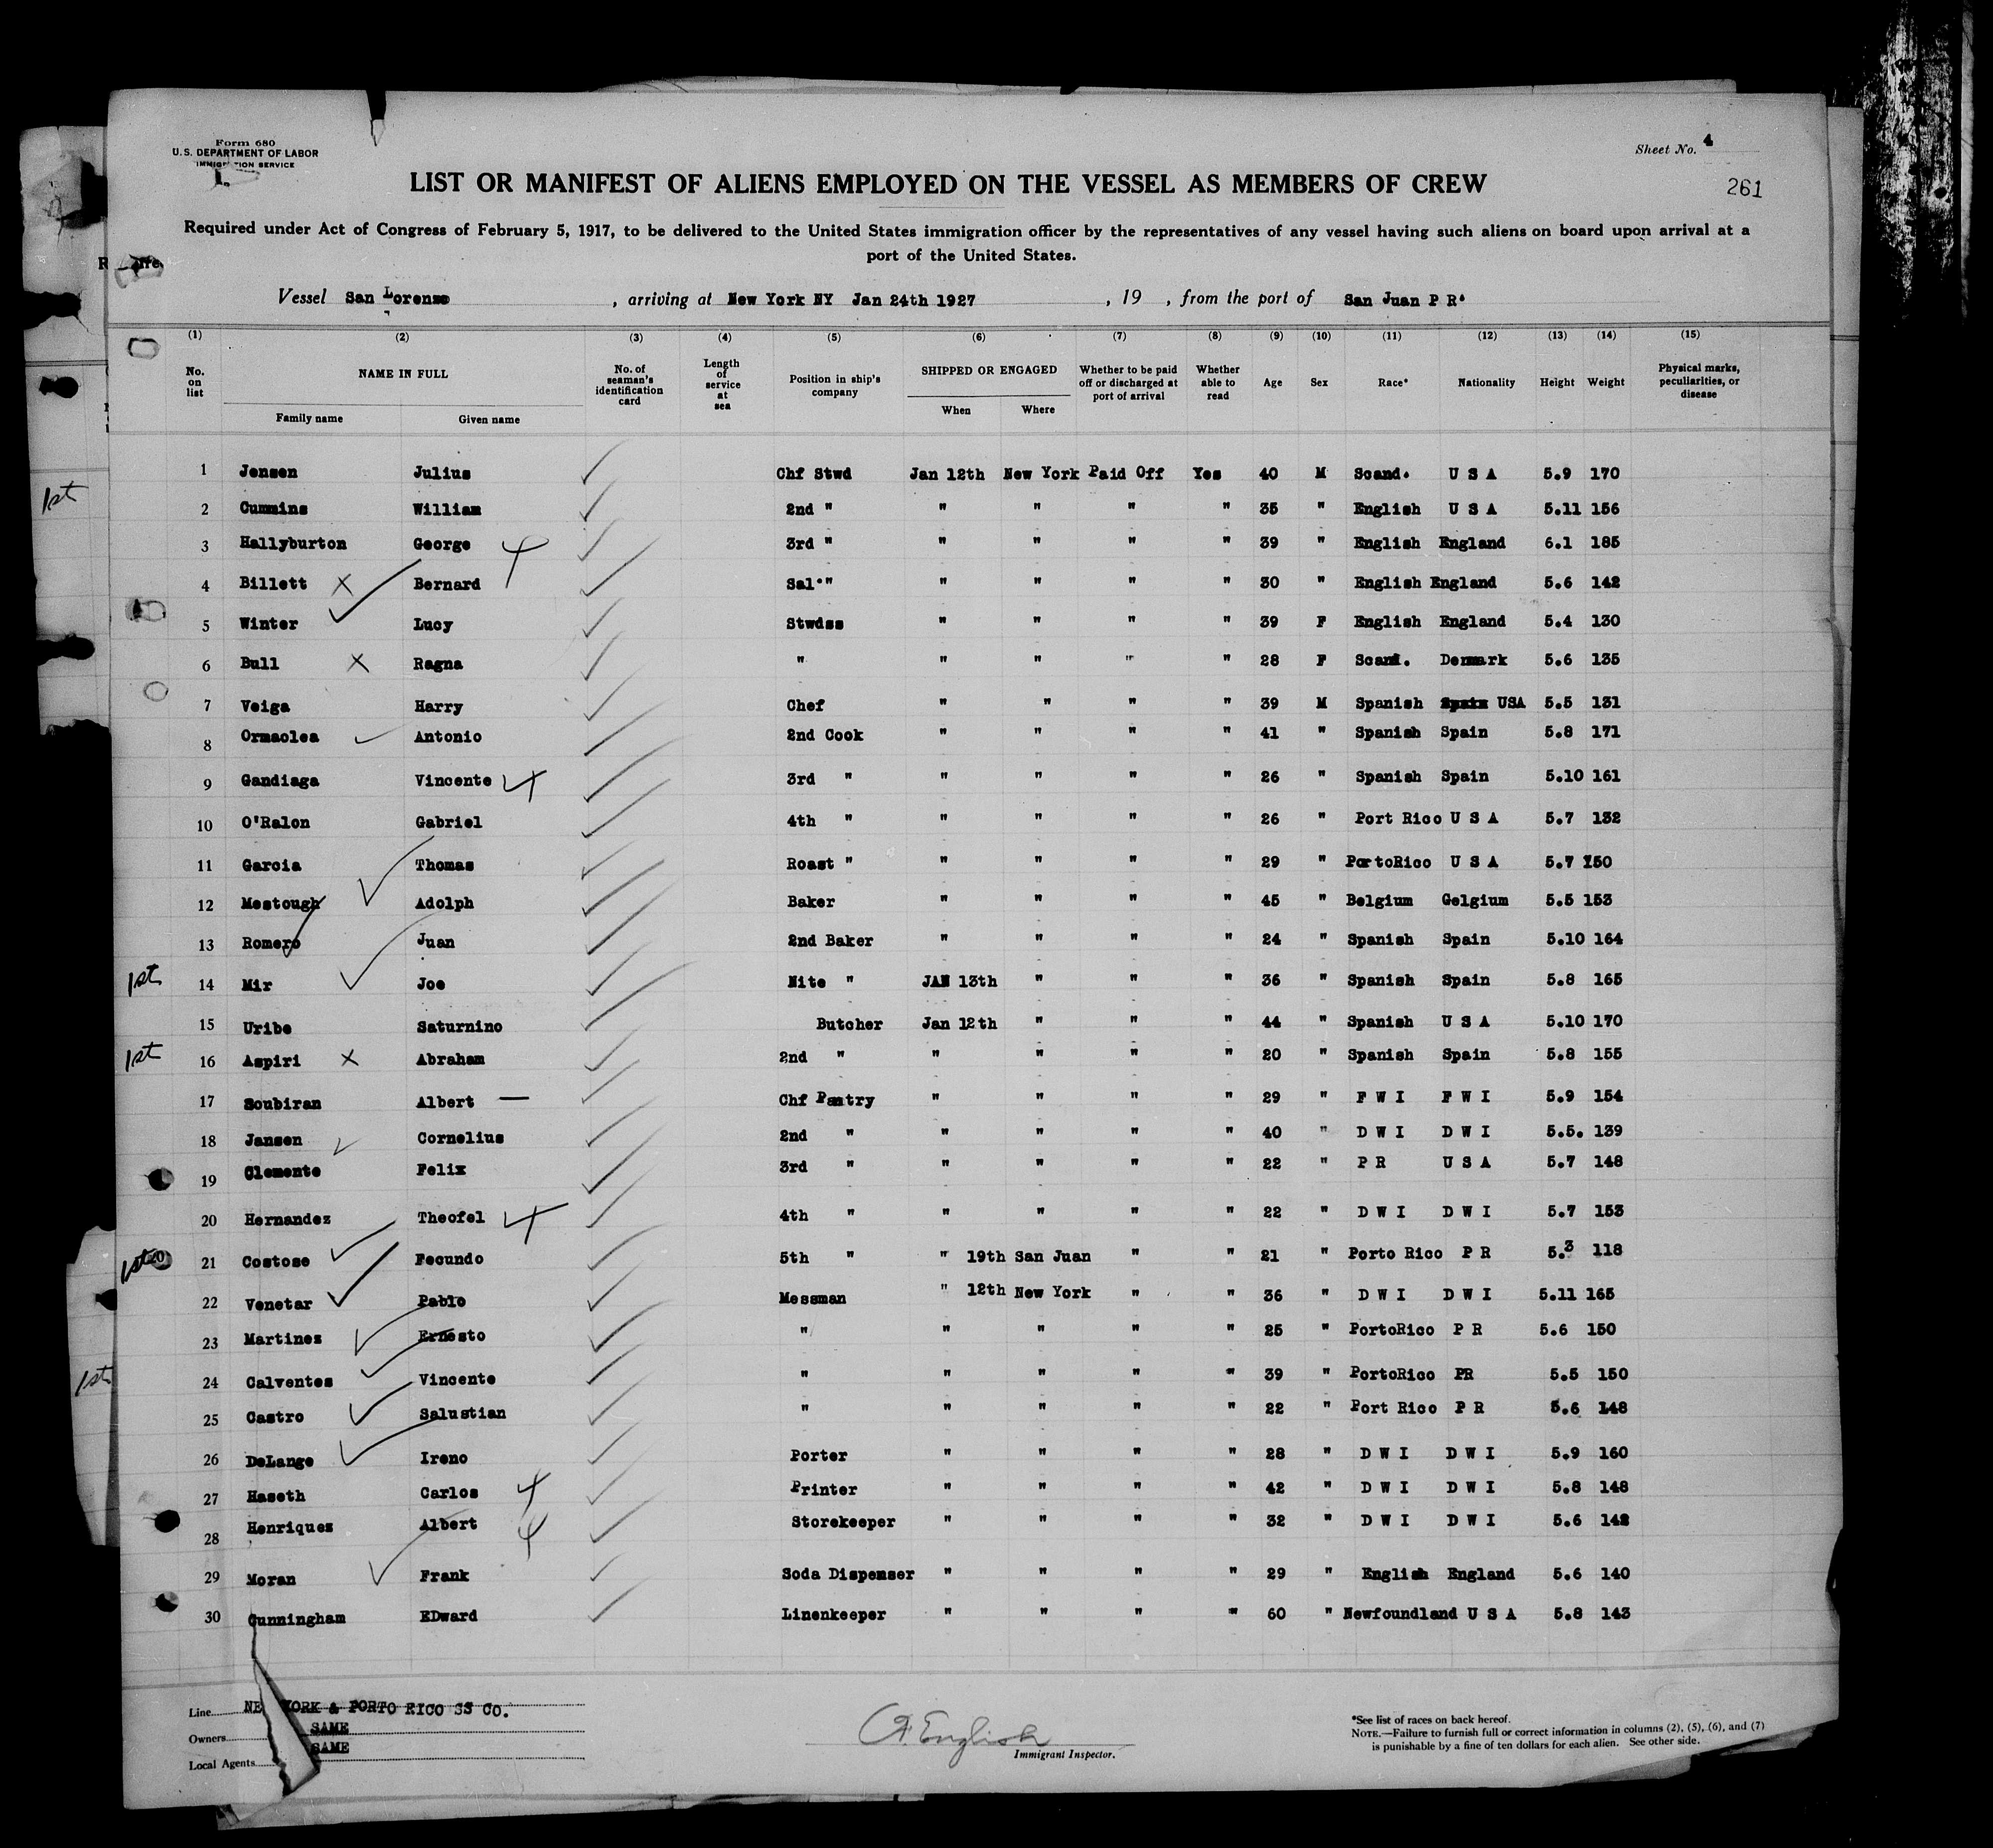 Form 680
U.S. DEPARTMENT OF LABOR
IMMIGRATION SERVICE
Sheet No. 4
LIST OR MANIFEST OF ALIENS EMPLOYED ON THE VESSEL AS MEMBERS OF CREW
261
Required under Act of Congress of February 5, 1917, to be delivered to the United States immigration officer by the representatives of any vessel having such aliens on board upon arrival at a
port of the United States.
Vessel San Lorenzo , arriving at New York NY Jan 24th 1927 , 19 , from the port of San Juan P R.
(1) (2) (3) (4) (5) (6) (7) (8) (9) (10) (11) (12) (13) (14) (15)
No. on list NAME IN FULL Family name Given name No. of seaman's identification card Length of service at sea Position in ship's company SHIPPED OR ENGAGED When Where Whether to be paid off or discharged at port of arrival Whether able to read Age Sex Race* Nationality Height Weight Physical marks, peculiarities, or disease
1 Jensen Julius Chf Stwd Jan 12th New York Paid Off Yes 40 M Scand. U S A 5.9 170
1st
2 Cummins William 2nd " " " " " 35 " English U S A 5.11 156
3 Hallyburton George 3rd " " " " " 39 " English England 6.1 185
4 Billett X Bernard Sal." " " " " 30 " English England 5.6 142
5 Winter Lucy Stwdss " " " " 39 F English England 5.4 130
6 Bull X Ragna " " " " " 28 F Scand. Denmark 5.6 135
7 Veiga Harry Chef " " " " 39 M Spanish USA 5.5 131
8 Ormaolea Antonio 2nd Cook " " " " 41 " Spanish Spain 5.8 171
9 Gandiaga Vincente 3rd " " " " " 26 " Spanish Spain 5.10 161
10 O'Ralon Gabriel 4th " " " " " 26 " Port Rico U S A 5.7 132
11 Garcia Thomas Roast " " " " " 29 " PortoRico U S A 5.7 150
12 Mestough Adolph Baker " " " " 45 " Belgium Gelgium 5.5 153
13 Romero Juan 2nd Baker " " " " 24 " Spanish Spain 5.10 164
1st 14 Mir Joe Nite " JAN 13th " " " 36 " Spanish Spain 5.8 165
15 Uribe Saturnino Butcher Jan 12th " " " 44 " Spanish U S A 5.10 170
1st 16 Aspiri X Abraham 2nd " " " " " 20 " Spanish Spain 5.8 155
17 Soubiran Albert — Chf Pantry " " " " 29 " F W I F W I 5.9 154
18 Jansen Cornelius 2nd " " " " " 40 " D W I D W I 5.5. 139
19 Clemente Felix 3rd " " " " " 22 " P R U S A 5.7 148
20 Hernandez Theofel 4th " " " " " 22 " D W I D W I 5.7 153
1st 21 Costose Fecundo 5th " " 19th San Juan " " 21 " Porto Rico P R 5.3 118
22 Venetar Pablo Messman " 12th New York " " 36 " D W I D W I 5.11 165
23 Martinez Ernesto " " " " " 25 " PortoRico P R 5.6 150
1st 24 Calventes Vincente " " " " " 39 " PortoRico PR 5.5 150
25 Castro Salustian " " " " " 22 " Port Rico P R 5.6 148
26 DeLange Ireno Porter " " " " 28 " D W I D W I 5.9 160
27 Haseth Carlos Printer " " " " 42 " D W I D W I 5.8 148
28 Henriquez Albert Storekeeper " " " " 32 " D W I D W I 5.6 142
29 Moran Frank Soda Dispenser " " " " 29 " English England 5.6 140
30 Cunningham EDward Linenkeeper " " " " 60 " Newfoundland U S A 5.8 143
Line NEW YORK & PORTO RICO SS CO.
Owners SAME
Local Agents SAME
A English
Immigrant Inspector.
*See list of races on back hereof.
NOTE.—Failure to furnish full or correct information in columns (2), (5), (6), and (7)
is punishable by a fine of ten dollars for each alien. See other side.